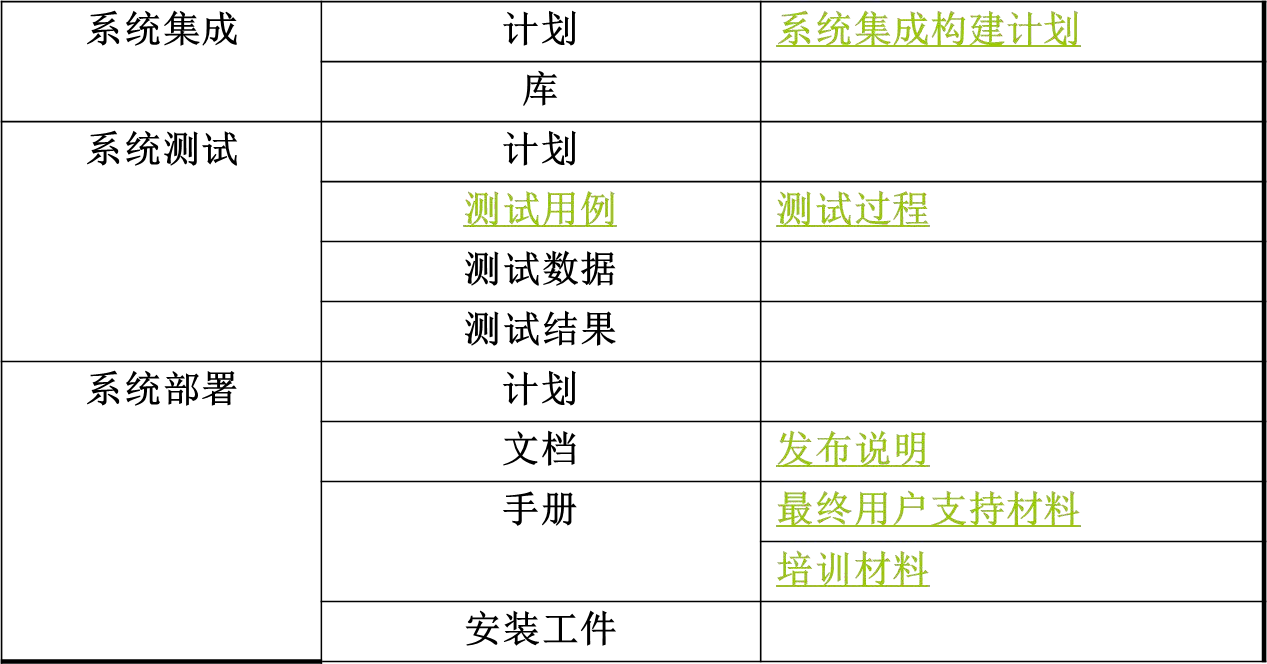 系统集成 计划 系统集成构建计划
库
系统测试 计划
测试用例 测试过程
测试数据
测试结果
系统部署 计划
文档 发布说明
手册 最终用户支持材料
培训材料
安装工件